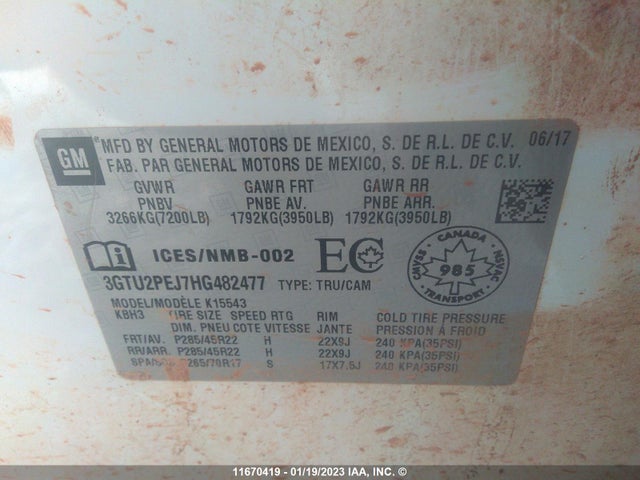 GM
MFD BY GENERAL MOTORS DE MEXICO, S. DE R.L. DE C.V. 06/17
FAB. PAR GENERAL MOTORS DE MEXICO, S. DE R.L. DE C.V.
GVWR GAWR FRT GAWR RR
PNBV PNBE AV. PNBE ARR.
3266KG(7200LB) 1792KG(3950LB) 1792KG(3950LB)
ICES/NMB-002 EC
CANADA
985
TRANSPORT
CMVSS
NSVAC
3GTU2PEJ7HG482477 TYPE: TRU/CAM
MODEL/MODÈLE K15543
KBH3 TIRE SIZE SPEED RTG RIM COLD TIRE PRESSURE
DIM. PNEU COTE VITESSE JANTE PRESSION À FROID
FRT/AV. P285/45R22 H 22X9J 240 KPA(35PSI)
RR/ARR. P285/45R22 H 22X9J 240 KPA(35PSI)
P265/70R17 S 17X7.5J 240 KPA(35PSI)
11670419 - 01/19/2023 IAA, INC. ©